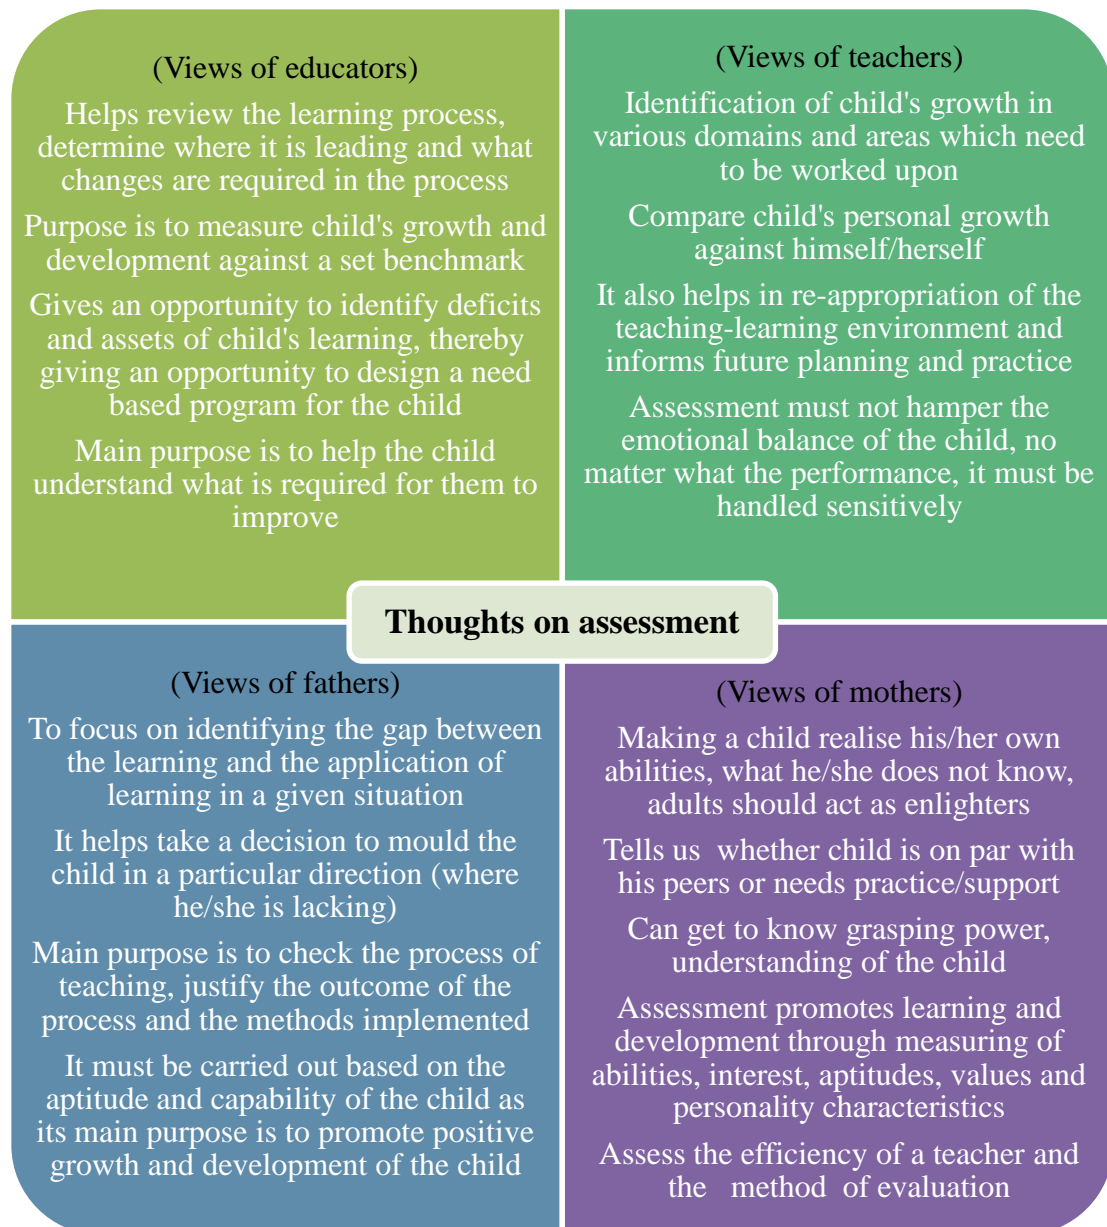 (Views of educators)
Helps review the learning process,
determine where it is leading and what
changes are required in the process
Purpose is to measure child's growth and
development against a set benchmark
Gives an opportunity to identify deficits
and assets of child's learning, thereby
giving an opportunity to design a need
based program for the child
Main purpose is to help the child
understand what is required for them to
improve
(Views of teachers)
Identification of child's growth in
various domains and areas which need
to be worked upon
Compare child's personal growth
against himself/herself
It also helps in re-appropriation of the
teaching-learning environment and
informs future planning and practice
Assessment must not hamper the
emotional balance of the child, no
matter what the performance, it must be
handled sensitively
Thoughts on assessment
(Views of fathers)
To focus on identifying the gap between
the learning and the application of
learning in a given situation
It helps take a decision to mould the
child in a particular direction (where
he/she is lacking)
Main purpose is to check the process of
teaching, justify the outcome of the
process and the methods implemented
It must be carried out based on the
aptitude and capability of the child as
its main purpose is to promote positive
growth and development of the child
(Views of mothers)
Making a child realise his/her own
abilities, what he/she does not know,
adults should act as enlighters
Tells us whether child is on par with
his peers or needs practice/support
Can get to know grasping power,
understanding of the child
Assessment promotes learning and
development through measuring of
abilities, interest, aptitudes, values and
personality characteristics
Assess the efficiency of a teacher and
the method of evaluation